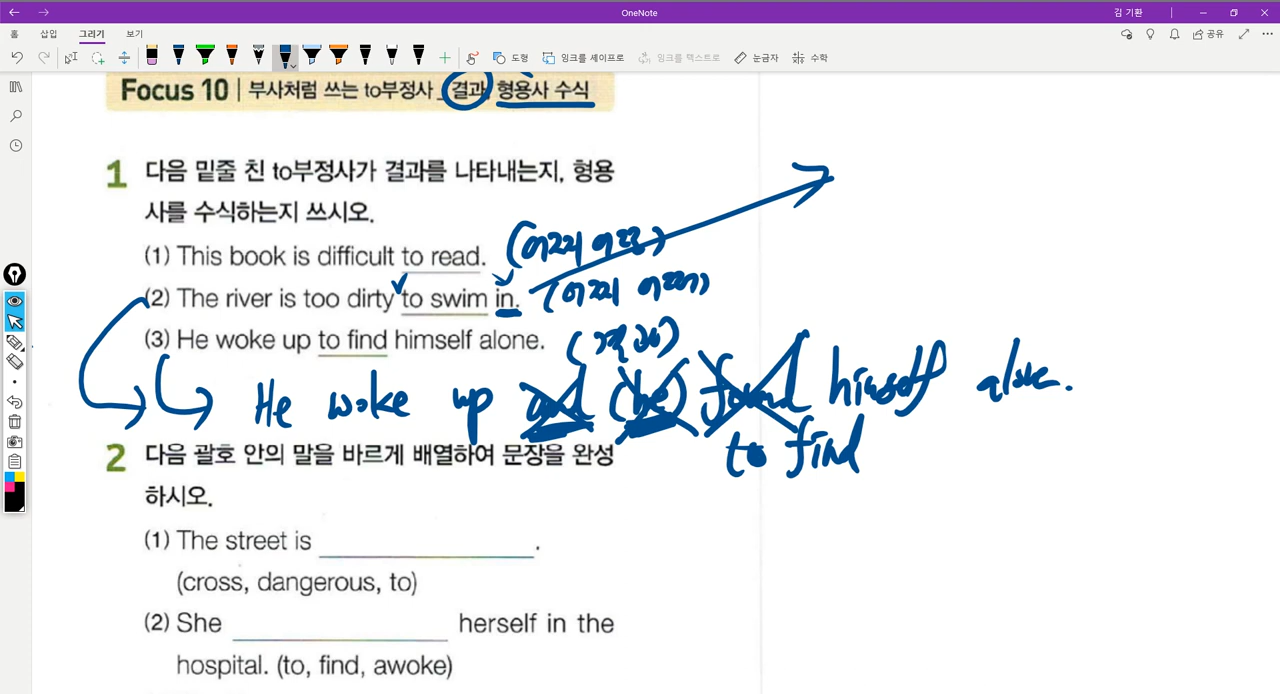 OneNote
김 기환
홈 삽입 그리기 보기
도형 잉크를 셰이프로 잉크를 텍스트로 눈금자 수학 공유
Focus 10 | 부사처럼 쓰는 to부정사_결과, 형용사 수식
1 다음 밑줄 친 to부정사가 결과를 나타내는지, 형용
사를 수식하는지 쓰시오.
(1) This book is difficult to read.
(2) The river is too dirty to swim in.
(3) He woke up to find himself alone.
He woke up and (he) found himself alone.
to find
2 다음 괄호 안의 말을 바르게 배열하여 문장을 완성
하시오.
(1) The street is .
(cross, dangerous, to)
(2) She herself in the
hospital. (to, find, awoke)